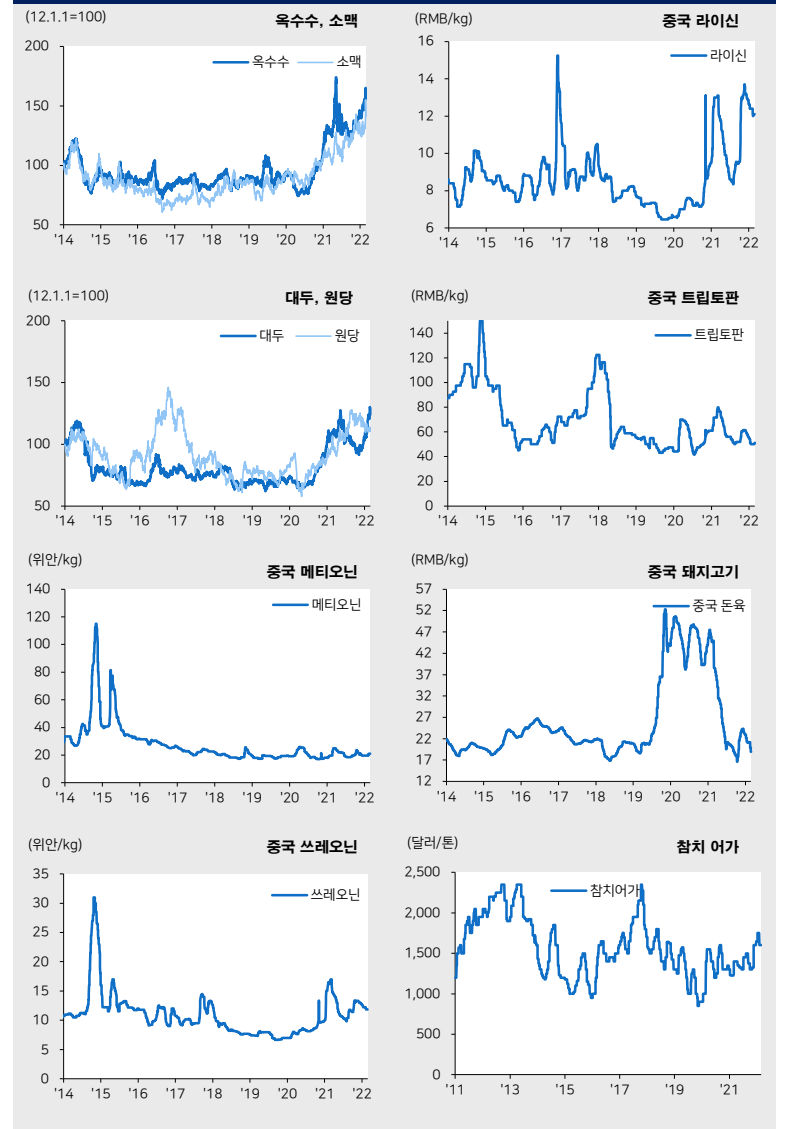 (12.1.1=100) 옥수수, 소맥
옥수수 소맥
200
150
100
50
'14 '15 '16 '17 '18 '19 '20 '21 '22
(RMB/kg) 중국 라이신
라이신
16
14
12
10
8
6
'14 '15 '16 '17 '18 '19 '20 '21 '22
(12.1.1=100) 대두, 원당
대두 원당
200
150
100
50
'14 '15 '16 '17 '18 '19 '20 '21 '22
(RMB/kg) 중국 트립토판
트립토판
140
120
100
80
60
40
20
0
'14 '15 '16 '17 '18 '19 '20 '21 '22
(위안/kg) 중국 메티오닌
메티오닌
140
120
100
80
60
40
20
0
'14 '15 '16 '17 '18 '19 '20 '21 '22
(RMB/kg) 중국 돼지고기
중국 돈육
57
52
47
42
37
32
27
22
17
12
'14 '15 '16 '17 '18 '19 '20 '21 '22
(위안/kg) 중국 쓰레오닌
쓰레오닌
35
30
25
20
15
10
5
0
'14 '15 '16 '17 '18 '19 '20 '21 '22
(달러/톤) 참치 어가
참치어가
2,500
2,000
1,500
1,000
500
0
'11 '13 '15 '17 '19 '21